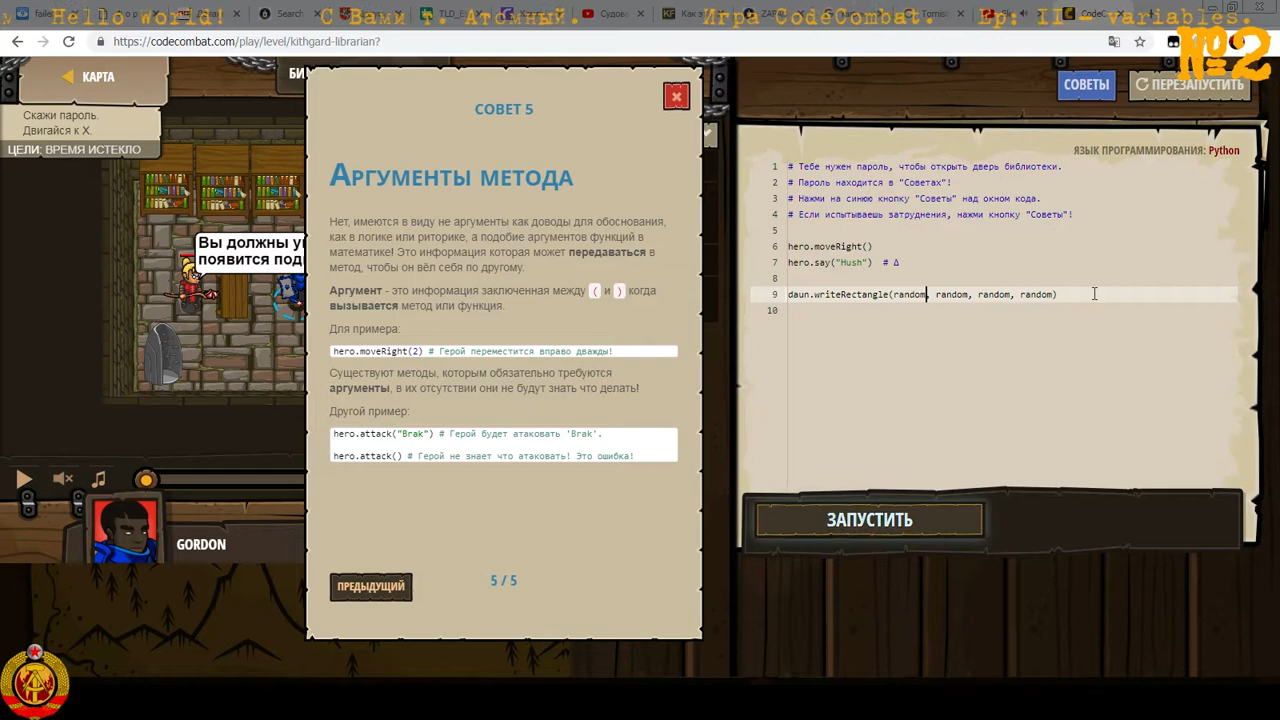 Hello Wor
С Вами Т. Атомный.
Игра CodeCombat.
Ур: II — variables.
№2
https://codecombat.com/play/level/kithgard-librarian?
КАРТА
БИ
СОВЕТЫ
ПЕРЕЗАПУСТИТЬ
Скажи пароль.
Двигайся к X.
ЦЕЛИ: ВРЕМЯ ИСТЕКЛО
Вы должны у
появится под
GORDON
СОВЕТ 5
Аргументы метода
Нет, имеются в виду не аргументы как доводы для обоснования,
как в логике или риторике, а подобие аргументов функций в
математике! Это информация которая может передаваться в
метод, чтобы он вёл себя по другому.
Аргумент - это информация заключенная между ( и ) когда
вызывается метод или функция.
Для примера:
hero.moveRight(2) # Герой переместится вправо дважды!
Существуют методы, которым обязательно требуются
аргументы, в их отсутствии они не будут знать что делать!
Другой пример:
hero.attack("Brak") # Герой будет атаковать 'Brak'.
hero.attack() # Герой не знает что атаковать! Это ошибка!
ПРЕДЫДУЩИЙ
5 / 5
ЯЗЫК ПРОГРАММИРОВАНИЯ: Python
1 # Тебе нужен пароль, чтобы открыть дверь библиотеки.
2 # Пароль находится в "Советах"!
3 # Нажми на синюю кнопку "Советы" над окном кода.
4 # Если испытываешь затруднения, нажми кнопку "Советы"!
5
6 hero.moveRight()
7 hero.say("Hush") # Δ
8
9 daun.writeRectangle(random, random, random, random)
10
ЗАПУСТИТЬ